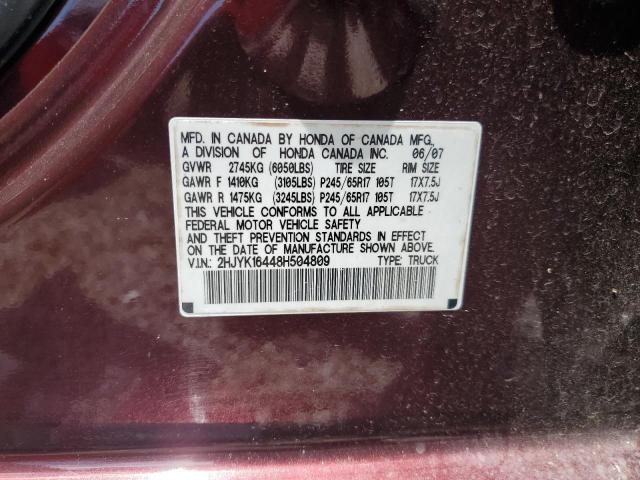 MFD. IN CANADA BY HONDA OF CANADA MFG.,
A DIVISION OF HONDA CANADA INC. 06/07
GVWR 2745KG (6050LBS) TIRE SIZE RIM SIZE
GAWR F 1410KG (3105LBS) P245/65R17 105T 17X7.5J
GAWR R 1475KG (3245LBS) P245/65R17 105T 17X7.5J
THIS VEHICLE CONFORMS TO ALL APPLICABLE
FEDERAL MOTOR VEHICLE SAFETY
AND THEFT PREVENTION STANDARDS IN EFFECT
ON THE DATE OF MANUFACTURE SHOWN ABOVE.
V.I.N.: 2HJYK16448H504809 TYPE: TRUCK